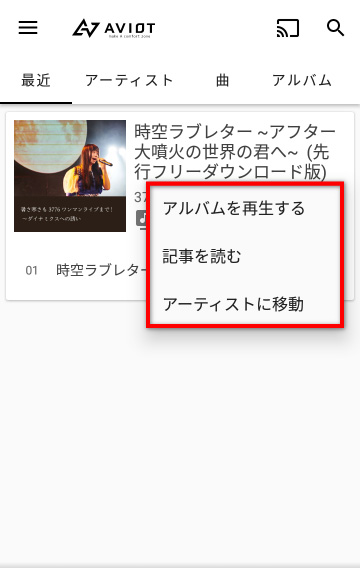 AVIOT
make a comfort zone
最近
アーティスト
曲
アルバム
時空ラブレター ~アフター
大噴火の世界の君へ~ (先
行フリーダウンロード版)
37
暑さ寒さも 3776 ワンマンライブまで!
～ダイナミクスへの誘い
アルバムを再生する
01 時空ラブレター
記事を読む
アーティストに移動